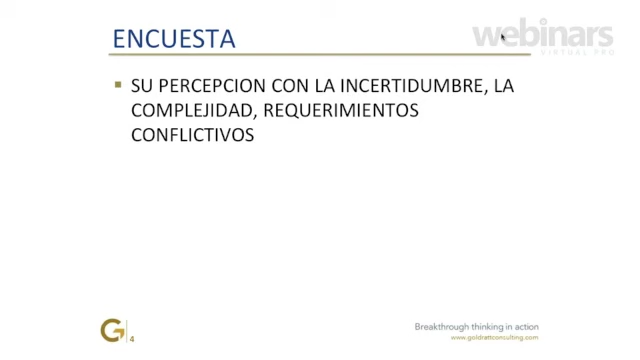 ENCUESTA
webinars
VIRTUAL PRO
SU PERCEPCION CON LA INCERTIDUMBRE, LA
COMPLEJIDAD, REQUERIMIENTOS
CONFLICTIVOS
G 4
Breakthrough thinking in action
www.goldrattconsulting.com